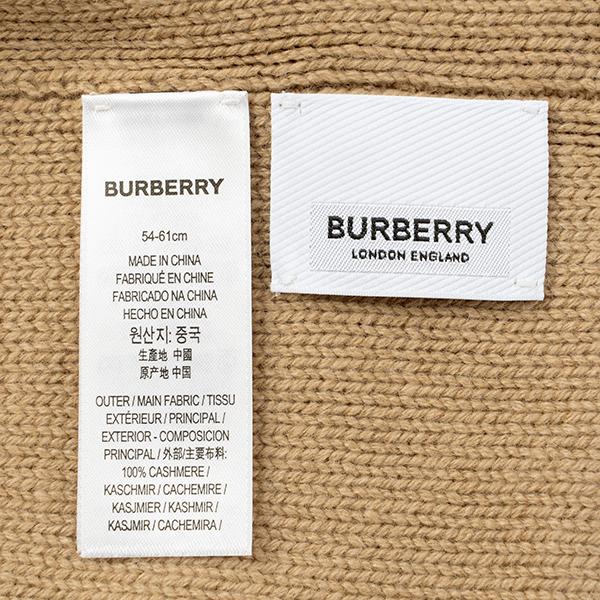 BURBERRY
54-61cm
MADE IN CHINA
FABRIQUÉ EN CHINE
FABRICADO NA CHINA
HECHO EN CHINA
원산지: 중국
生產地 中國
原产地 中国
OUTER / MAIN FABRIC / TISSU
EXTÉRIEUR / PRINCIPAL /
EXTERIOR - COMPOSICION
PRINCIPAL / 外部/主要布料:
100% CASHMERE /
KASCHMIR / CACHEMIRE /
KASJMIER / KASHMIR /
KASJMIR / CACHEMIRA /
BURBERRY
LONDON ENGLAND